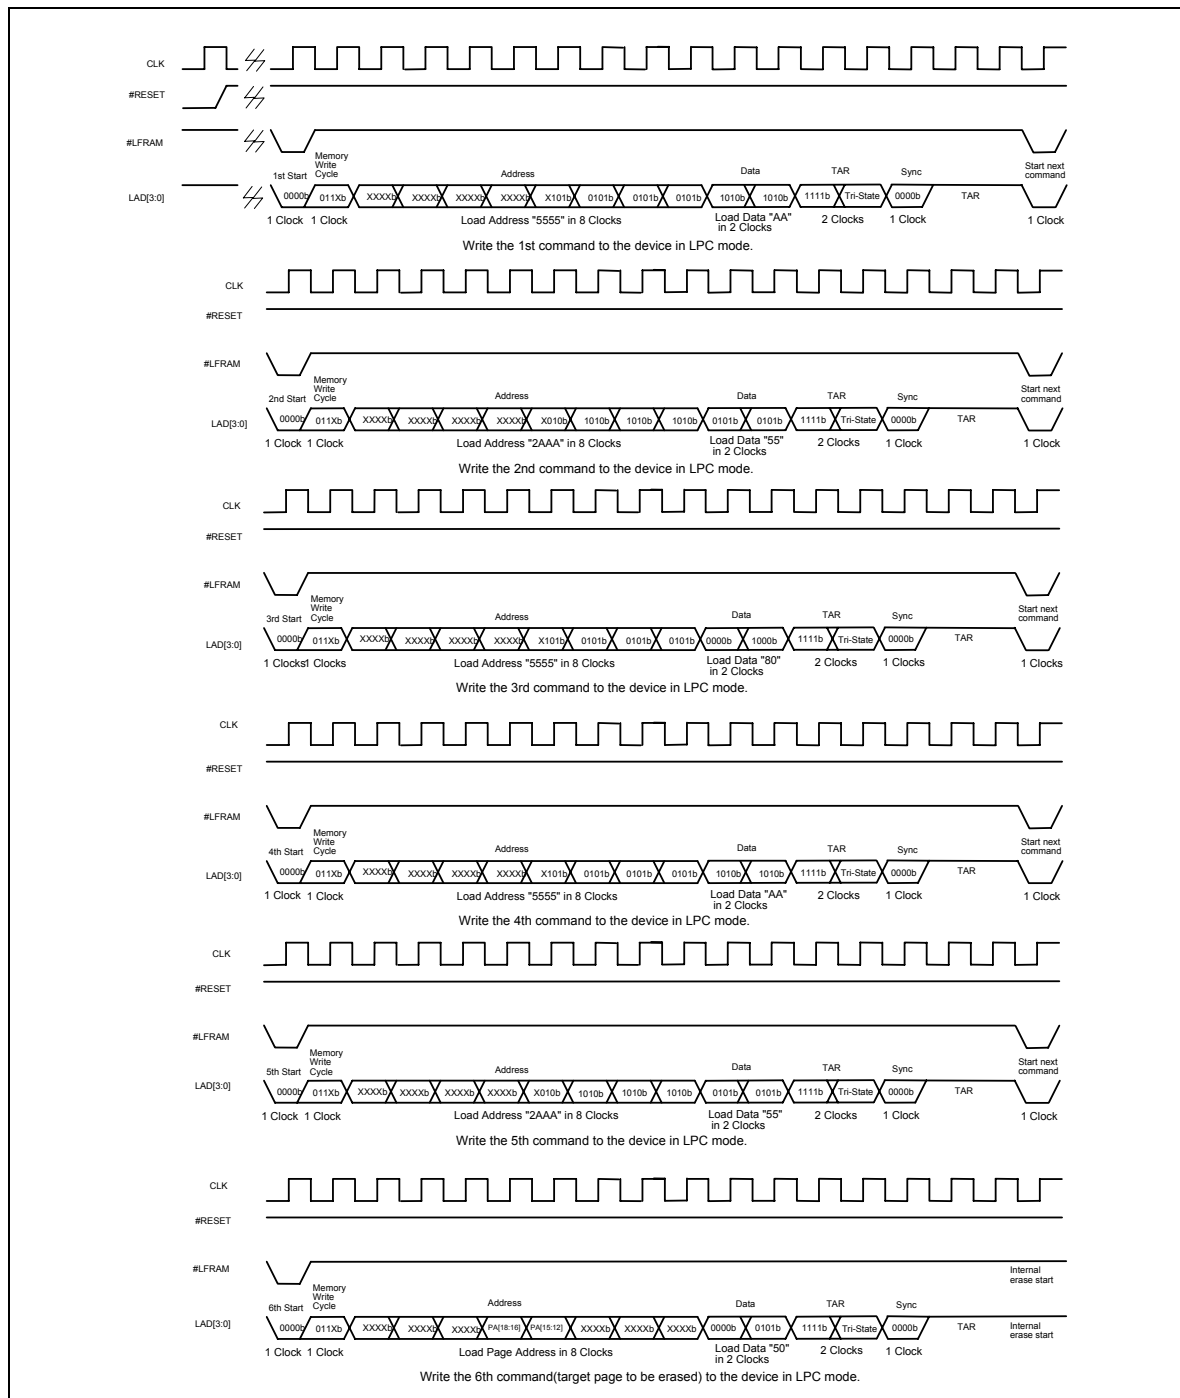 CLK
#RESET
#LFRAM
Memory
Write
Cycle
1st Start
Address
Data
TAR
Sync
Start next
command
LAD[3:0]
0000b 011Xb XXXXb XXXXb XXXXb XXXXb X101b 0101b 0101b 0101b 1010b 1010b 1111b Tri-State 0000b TAR
1 Clock 1 Clock Load Address "5555" in 8 Clocks Load Data "AA" in 2 Clocks 2 Clocks 1 Clock 1 Clock
Write the 1st command to the device in LPC mode.
CLK
#RESET
#LFRAM
Memory
Write
Cycle
2nd Start
Address
Data
TAR
Sync
Start next
command
LAD[3:0]
0000b 011Xb XXXXb XXXXb XXXXb XXXXb X010b 1010b 1010b 1010b 0101b 0101b 1111b Tri-State 0000b TAR
1 Clock 1 Clock Load Address "2AAA" in 8 Clocks Load Data "55" in 2 Clocks 2 Clocks 1 Clock 1 Clock
Write the 2nd command to the device in LPC mode.
CLK
#RESET
#LFRAM
Memory
Write
Cycle
3rd Start
Address
Data
TAR
Sync
Start next
command
LAD[3:0]
0000b 011Xb XXXXb XXXXb XXXXb XXXXb X101b 0101b 0101b 0101b 0000b 1000b 1111b Tri-State 0000b TAR
1 Clocks 1 Clocks Load Address "5555" in 8 Clocks Load Data "80" in 2 Clocks 2 Clocks 1 Clocks 1 Clocks
Write the 3rd command to the device in LPC mode.
CLK
#RESET
#LFRAM
Memory
Write
Cycle
4th Start
Address
Data
TAR
Sync
Start next
command
LAD[3:0]
0000b 011Xb XXXXb XXXXb XXXXb XXXXb X101b 0101b 0101b 0101b 1010b 1010b 1111b Tri-State 0000b TAR
1 Clock 1 Clock Load Address "5555" in 8 Clocks Load Data "AA" in 2 Clocks 2 Clocks 1 Clock 1 Clock
Write the 4th command to the device in LPC mode.
CLK
#RESET
#LFRAM
Memory
Write
Cycle
5th Start
Address
Data
TAR
Sync
Start next
command
LAD[3:0]
0000b 011Xb XXXXb XXXXb XXXXb XXXXb X010b 1010b 1010b 1010b 0101b 0101b 1111b Tri-State 0000b TAR
1 Clock 1 Clock Load Address "2AAA" in 8 Clocks Load Data "55" in 2 Clocks 2 Clocks 1 Clock 1 Clock
Write the 5th command to the device in LPC mode.
CLK
#RESET
#LFRAM
Internal
erase start
Memory
Write
Cycle
6th Start
Address
Data
TAR
Sync
LAD[3:0]
0000b 011Xb XXXXb XXXXb XXXXb PA[18:16] PA[15:12] XXXXb XXXXb XXXXb 0000b 0101b 1111b Tri-State 0000b TAR
Internal
erase start
1 Clock 1 Clock Load Page Address in 8 Clocks Load Data "50" in 2 Clocks 2 Clocks 1 Clock
Write the 6th command(target page to be erased) to the device in LPC mode.